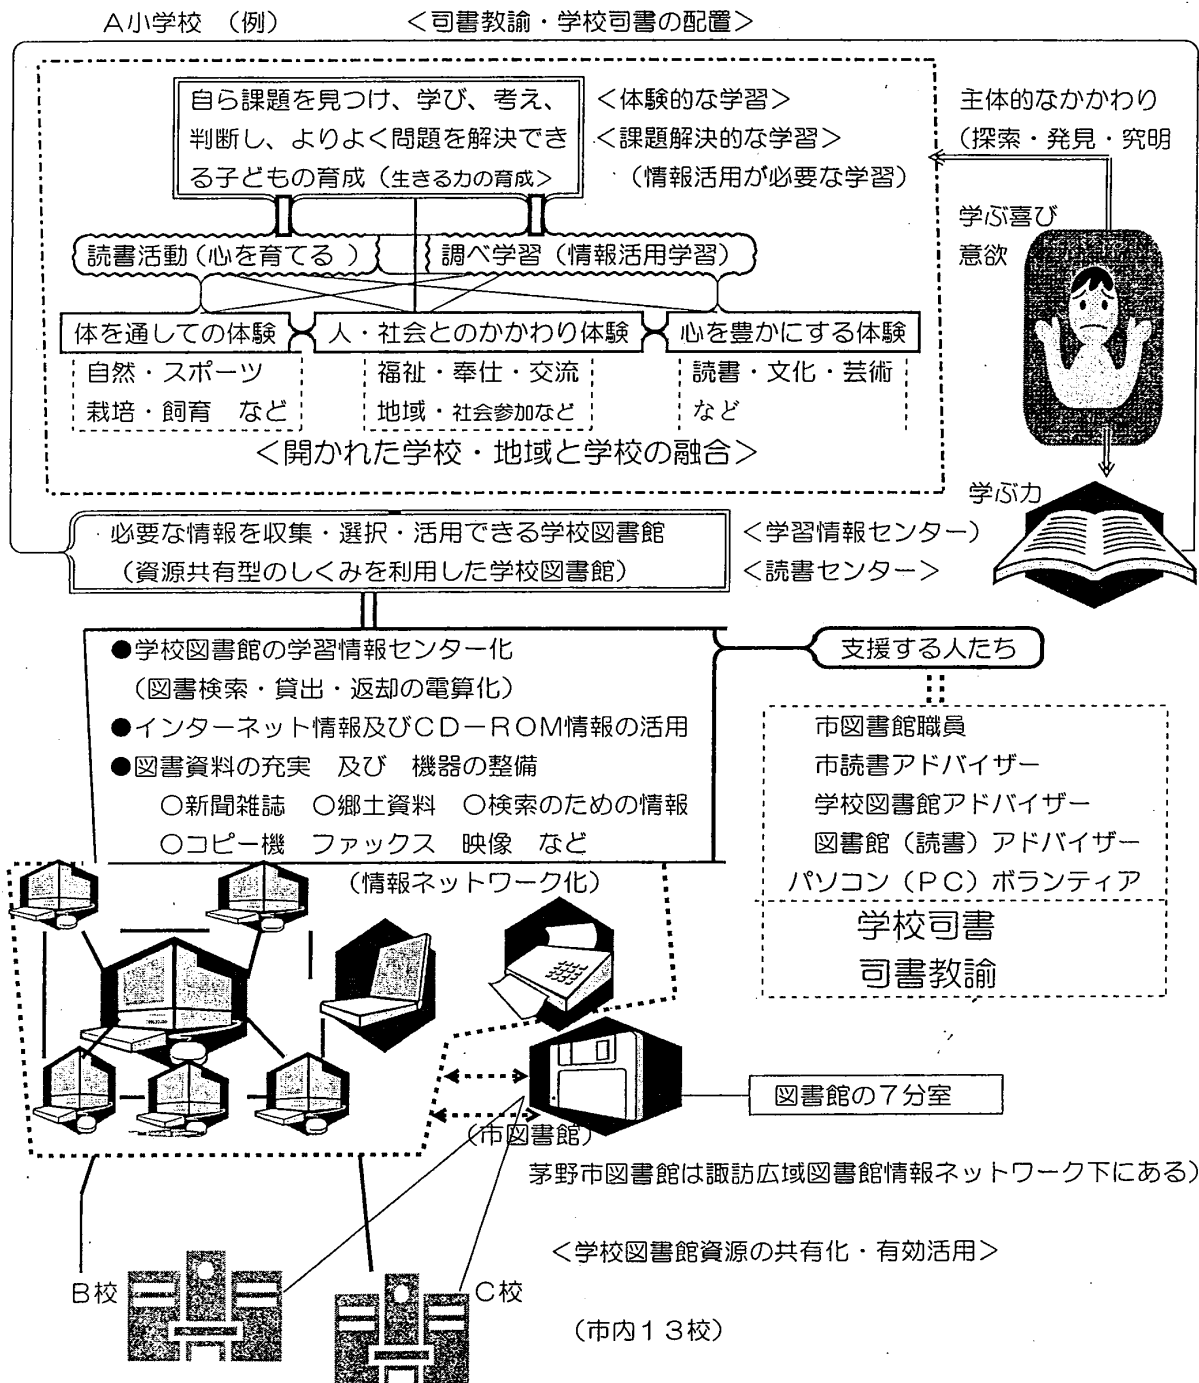 A小学校 （例） ＜司書教諭・学校司書の配置＞
自ら課題を見つけ、学び、考え、
判断し、よりよく問題を解決でき
る子どもの育成（生きる力の育成＞
＜体験的な学習＞
＜課題解決的な学習＞
（情報活用が必要な学習）
主体的なかかわり
（探索・発見・究明
学ぶ喜び
意欲
読書活動（心を育てる ）
調べ学習（情報活用学習）
体を通しての体験
人・社会とのかかわり体験
心を豊かにする体験
自然・スポーツ
栽培・飼育 など
福祉・奉仕・交流
地域・社会参加など
読書・文化・芸術
など
＜開かれた学校・地域と学校の融合＞
学ぶ力
必要な情報を収集・選択・活用できる学校図書館
（資源共有型のしくみを利用した学校図書館）
＜学習情報センター）
＜読書センター＞
●学校図書館の学習情報センター化
（図書検索・貸出・返却の電算化）
●インターネット情報及びCD－ROM情報の活用
●図書資料の充実 及び 機器の整備
○新聞雑誌 ○郷土資料 ○検索のための情報
○コピー機 ファックス 映像 など
支援する人たち
市図書館職員
市読書アドバイザー
学校図書館アドバイザー
図書館（読書）アドバイザー
パソコン（PC）ボランティア
学校司書
司書教諭
（情報ネットワーク化）
図書館の7分室
（市図書館）
茅野市図書館は諏訪広域図書館情報ネットワーク下にある）
＜学校図書館資源の共有化・有効活用＞
B校
C校
（市内13校）